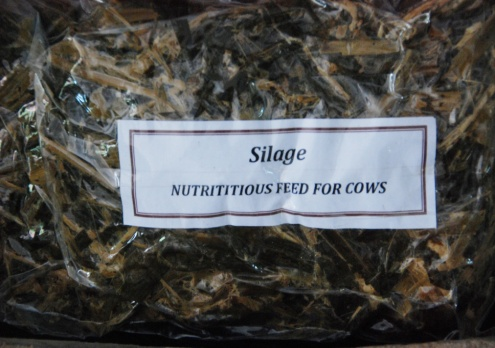 Silage
NUTRITITIOUS FEED FOR COWS